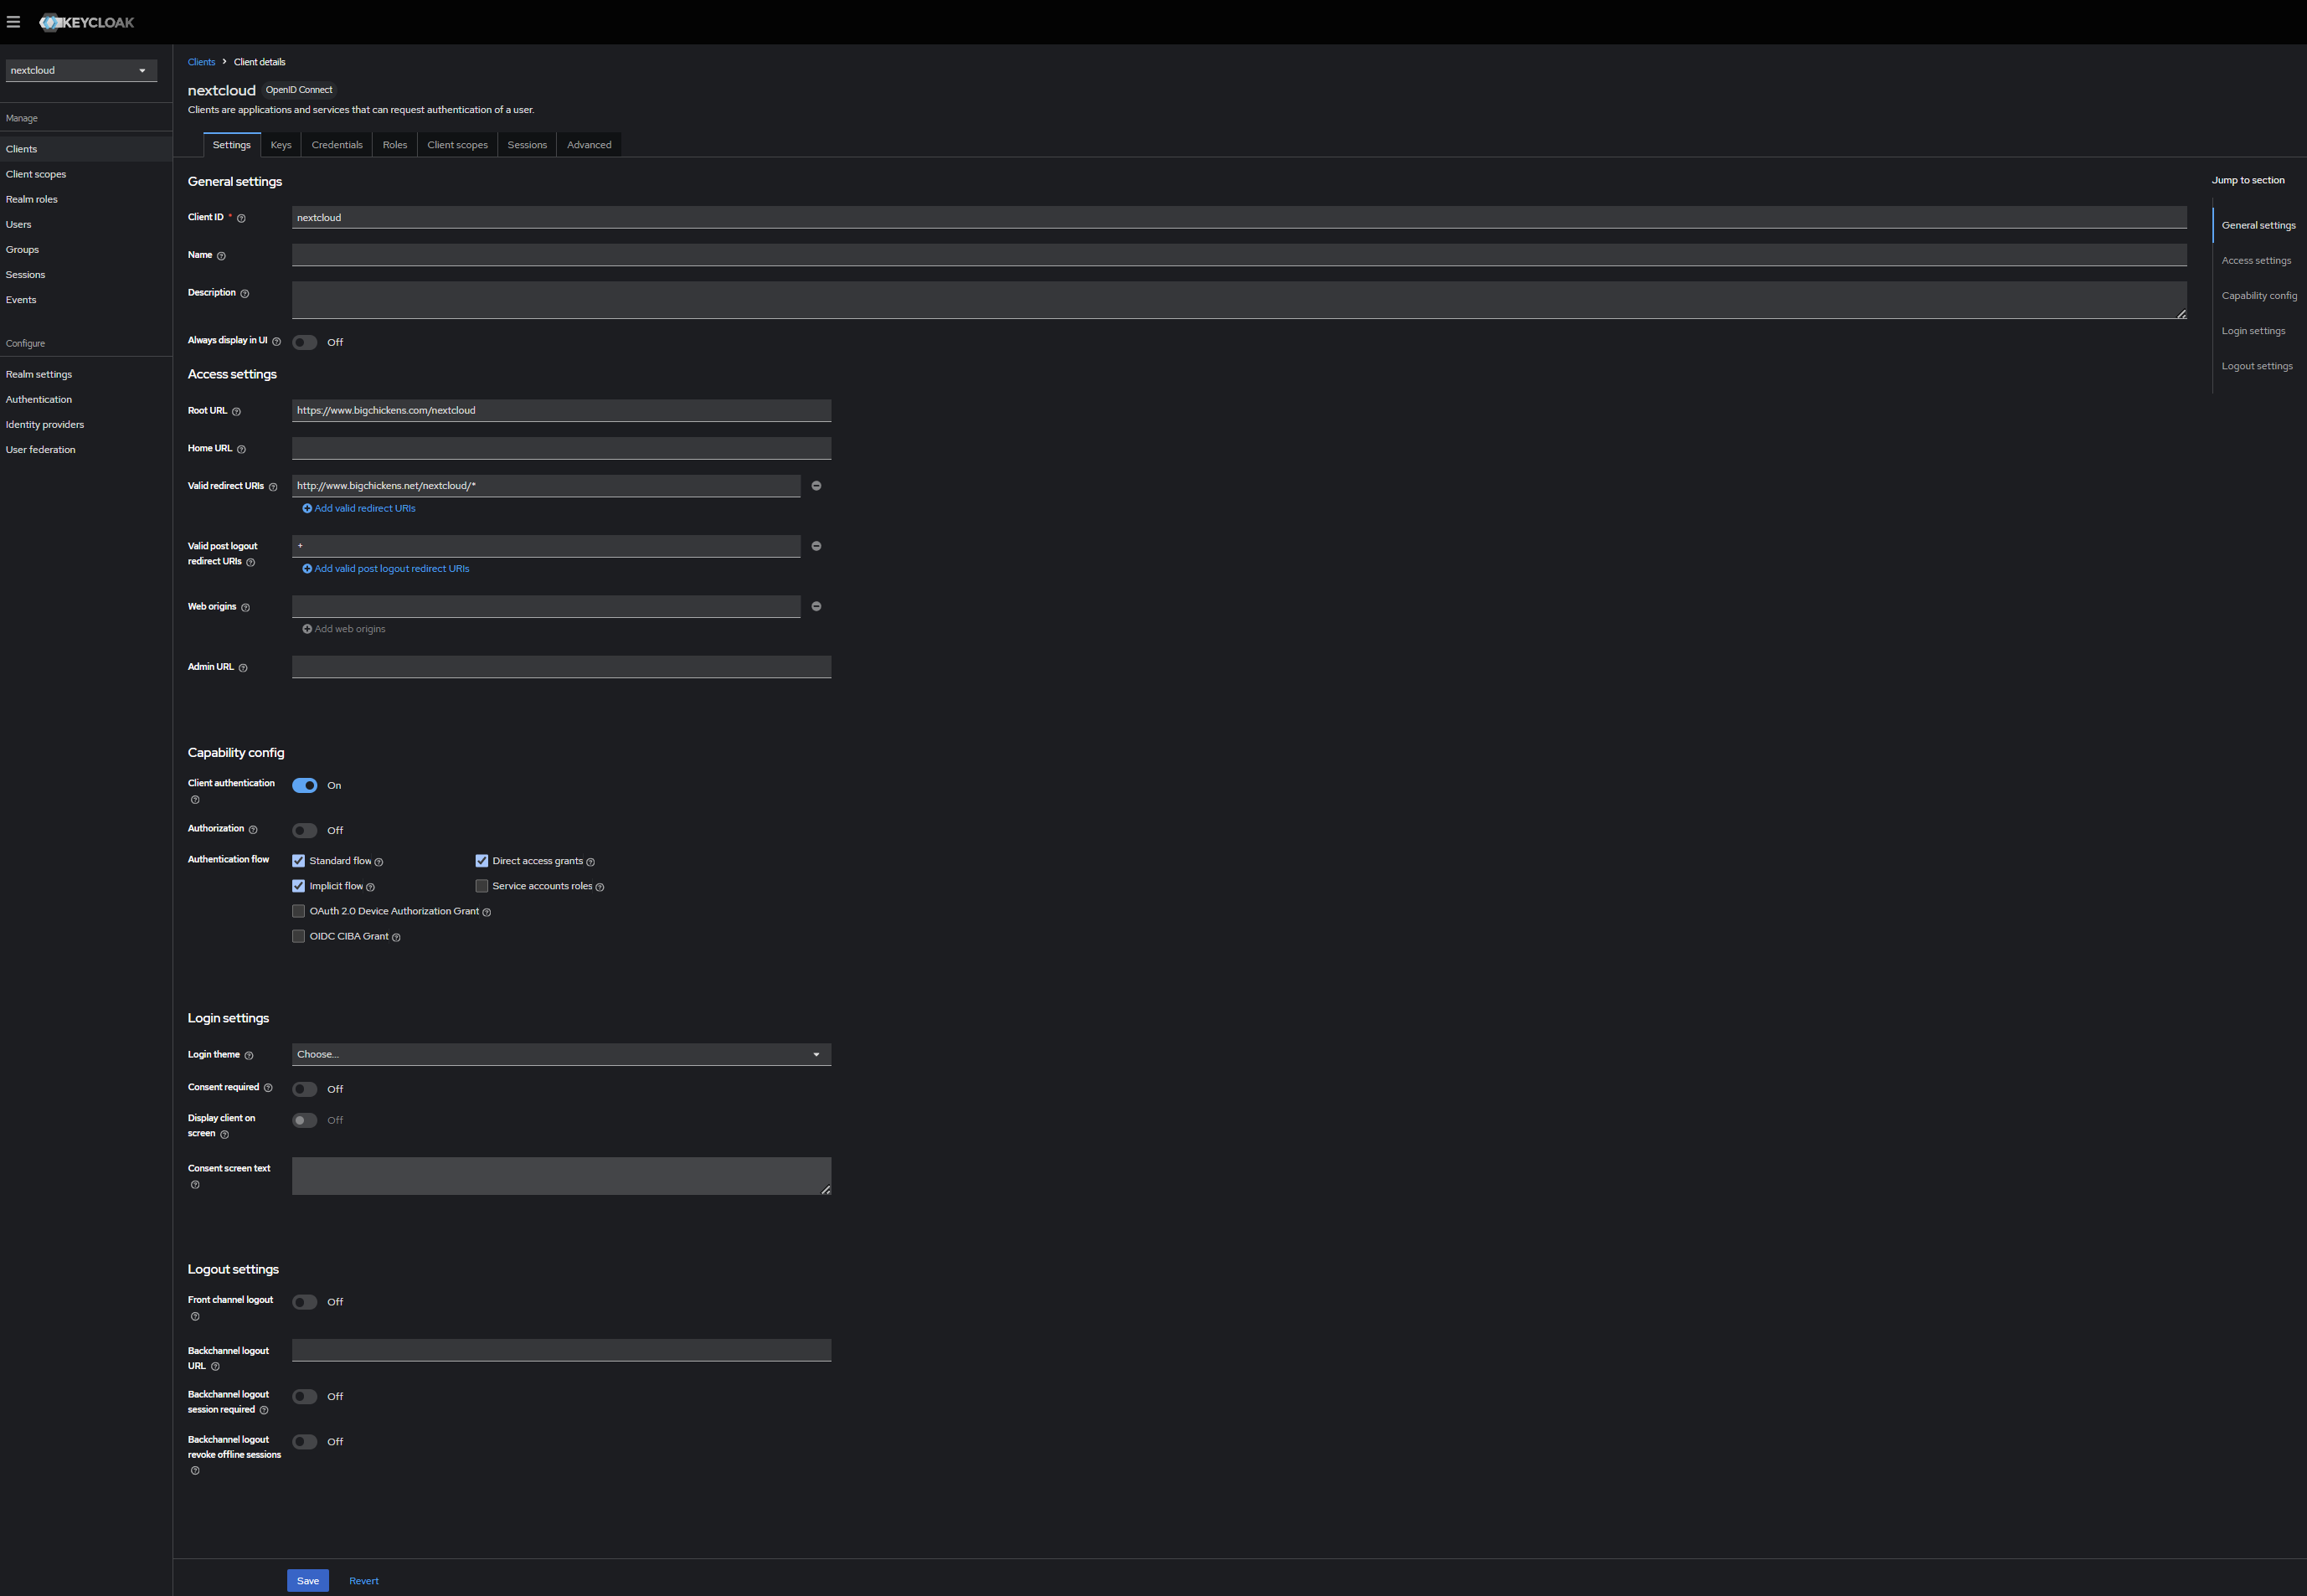 KEYCLOAK
nextcloud
Manage
Clients
Client scopes
Realm roles
Users
Groups
Sessions
Events
Configure
Realm settings
Authentication
Identity providers
User federation
Clients > Client details
nextcloud OpenID Connect
Clients are applications and services that can request authentication of a user.
Settings Keys Credentials Roles Client scopes Sessions Advanced
General settings
Client ID * nextcloud
Name
Description
Always display in UI Off
Access settings
Root URL https://www.bigchickens.com/nextcloud
Home URL
Valid redirect URIs http://www.bigchickens.net/nextcloud/*
Add valid redirect URIs
Valid post logout
redirect URIs
+
Add valid post logout redirect URIs
Web origins
Add web origins
Admin URL
Capability config
Client authentication On
Authorization Off
Authentication flow Standard flow Direct access grants
Implicit flow Service accounts roles
OAuth 2.0 Device Authorization Grant
OIDC CIBA Grant
Login settings
Login theme Choose...
Consent required Off
Display client on
screen
Off
Consent screen text
Logout settings
Front channel logout Off
Backchannel logout
URL
Backchannel logout
session required
Off
Backchannel logout
revoke offline sessions
Off
Save Revert
Jump to section
General settings
Access settings
Capability config
Login settings
Logout settings